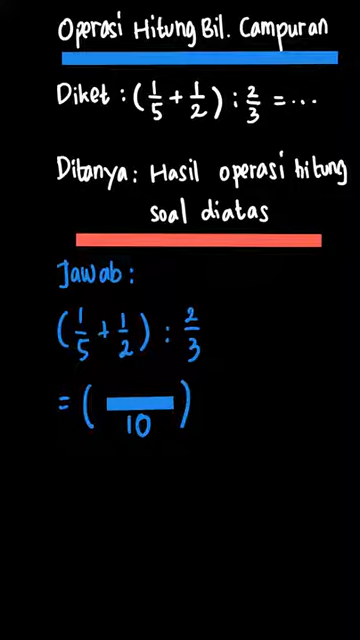 Operasi Hitung Bil. Campuran
Diket : (1/5 + 1/2) : 2/3 = ...
Ditanya : Hasil operasi hitung
soal diatas
Jawab :
(1/5 + 1/2) : 2/3
= ( /10 )